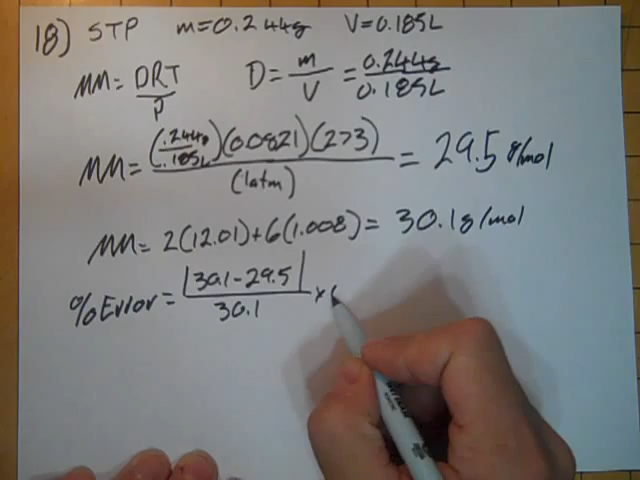 18) STP m=0.244g V=0.185L
MM = DRT/P D = m/V = 0.244g/0.185L
MM = (.244g/.185L)(0.0821)(273)/(1atm) = 29.5 g/mol
MM = 2(12.01)+6(1.008) = 30.1 g/mol
% Error = |30.1-29.5|/30.1 ×